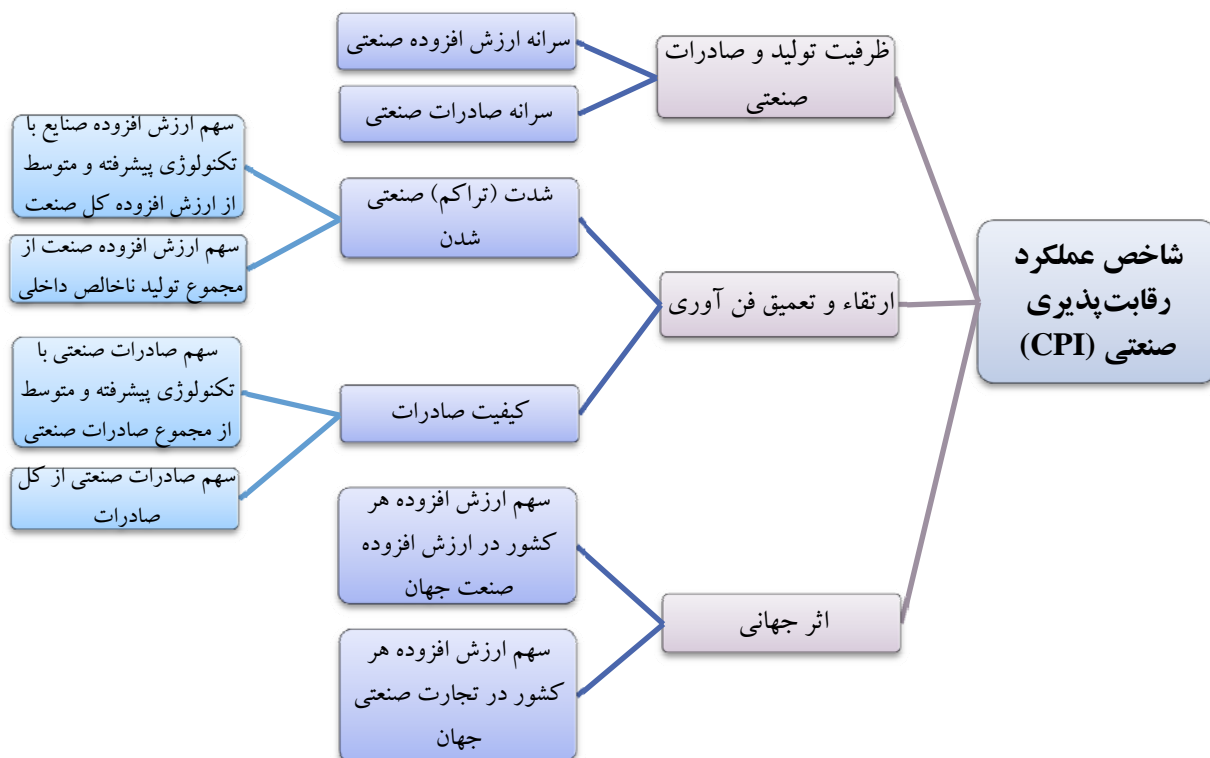 شاخص عملکرد
رقابت‌پذیری
صنعتی (CPI)
ظرفیت تولید و صادرات
صنعتی
سرانه ارزش افزوده صنعتی
سرانه صادرات صنعتی
ارتقاء و تعمیق فن آوری
شدت (تراکم) صنعتی
شدن
سهم ارزش افزوده صنایع با
تکنولوژی پیشرفته و متوسط
از ارزش افزوده کل صنعت
سهم ارزش افزوده صنعت از
مجموع تولید ناخالص داخلی
کیفیت صادرات
سهم صادرات صنعتی با
تکنولوژی پیشرفته و متوسط
از مجموع صادرات صنعتی
سهم صادرات صنعتی از کل
صادرات
اثر جهانی
سهم ارزش افزوده هر
کشور در ارزش افزوده
صنعت جهان
سهم ارزش افزوده هر
کشور در تجارت صنعتی
جهان